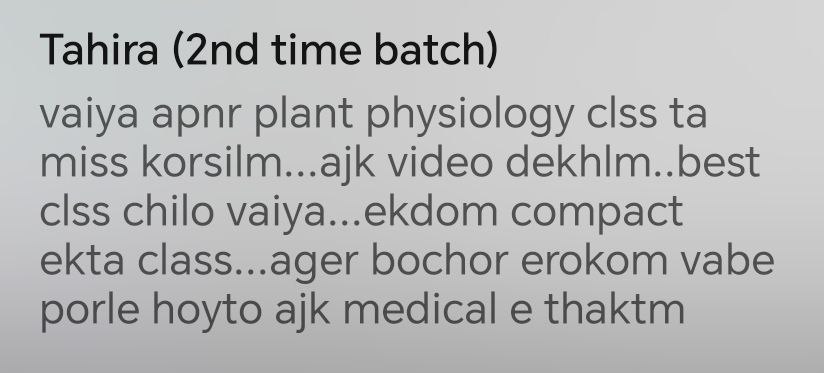 Tahira (2nd time batch)
vaiya apnr plant physiology clss ta
miss korsilm...ajk video dekhlm..best
clss chilo vaiya...ekdom compact
ekta class...ager bochor erokom vabe
porle hoyto ajk medical e thaktm